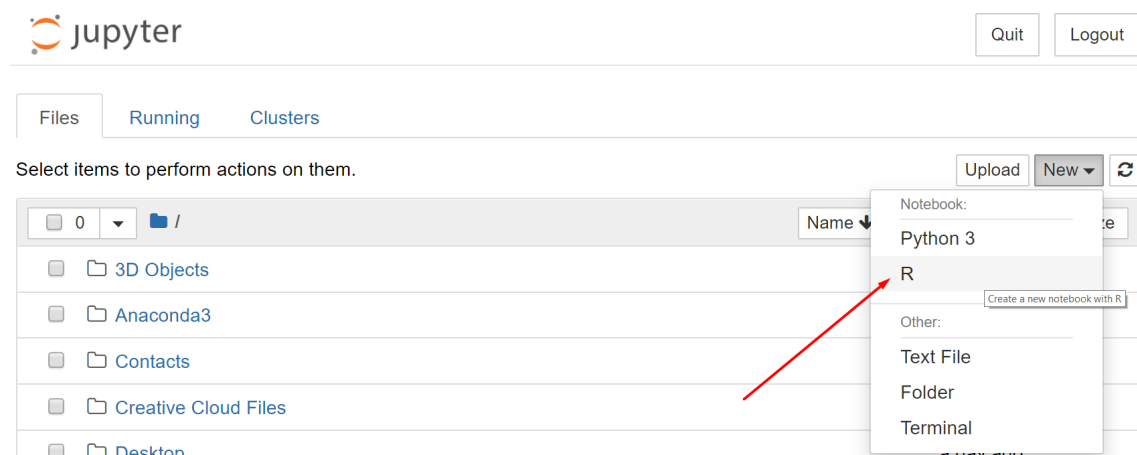 jupyter
Quit
Logout
Files
Running
Clusters
Select items to perform actions on them.
Upload
New
0
/
Name
Notebook:
Python 3
R
Create a new notebook with R
Other:
Text File
Folder
Terminal
3D Objects
Anaconda3
Contacts
Creative Cloud Files
Desktop